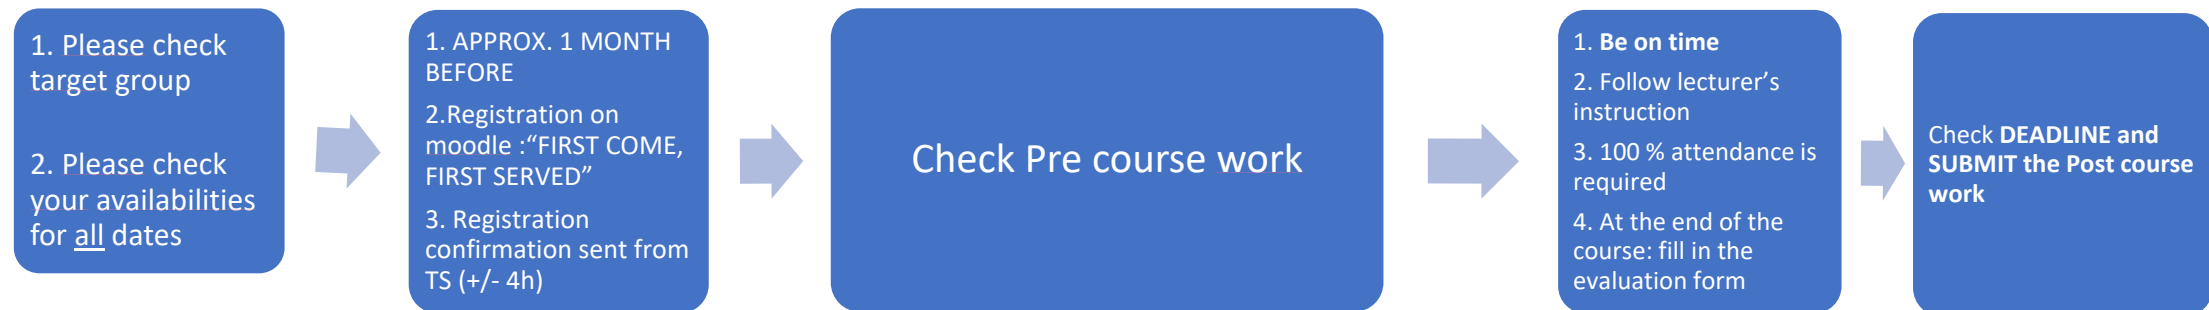 1. Please check
target group
2. Please check
your availabilities
for all dates
1. APPROX. 1 MONTH
BEFORE
2.Registration on
moodle :“FIRST COME,
FIRST SERVED”
3. Registration
confirmation sent from
TS (+/- 4h)
Check Pre course work
1. Be on time
2. Follow lecturer’s
instruction
3. 100 % attendance is
required
4. At the end of the
course: fill in the
evaluation form
Check DEADLINE and
SUBMIT the Post course
work